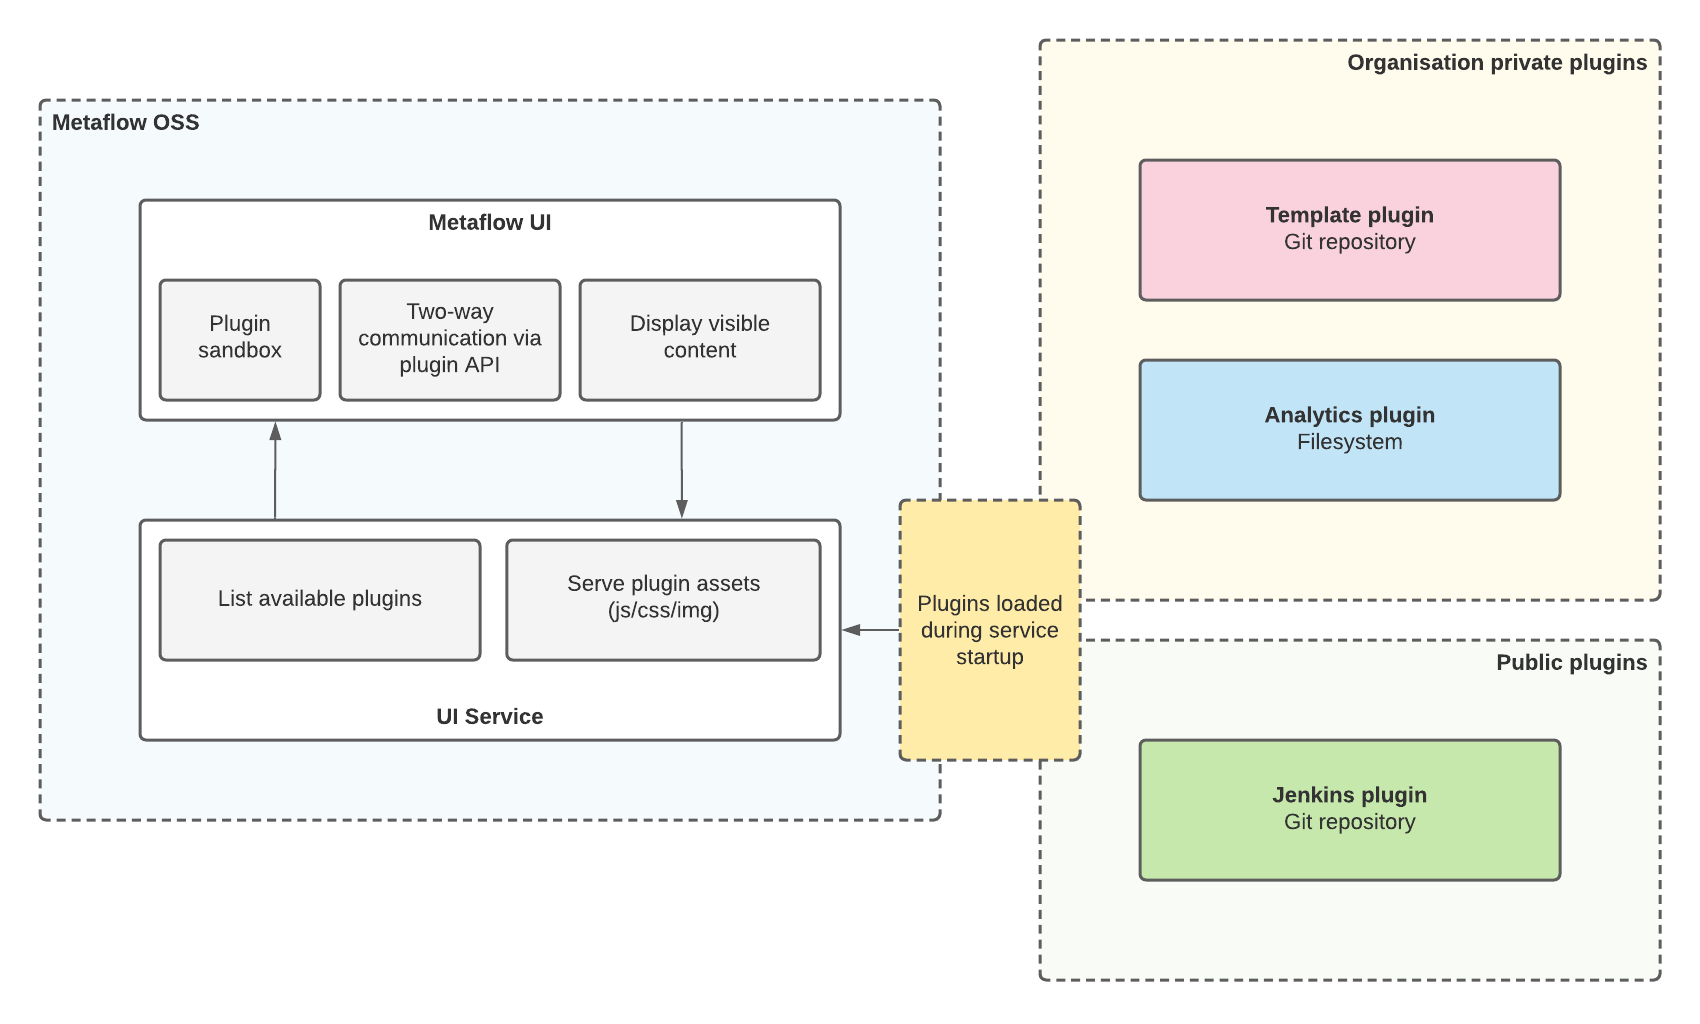 Metaflow OSS
Metaflow UI
Plugin
sandbox
Two-way
communication via
plugin API
Display visible
content
List available plugins
Serve plugin assets
(js/css/img)
UI Service
Plugins loaded
during service
startup
Organisation private plugins
Template plugin
Git repository
Analytics plugin
Filesystem
Public plugins
Jenkins plugin
Git repository